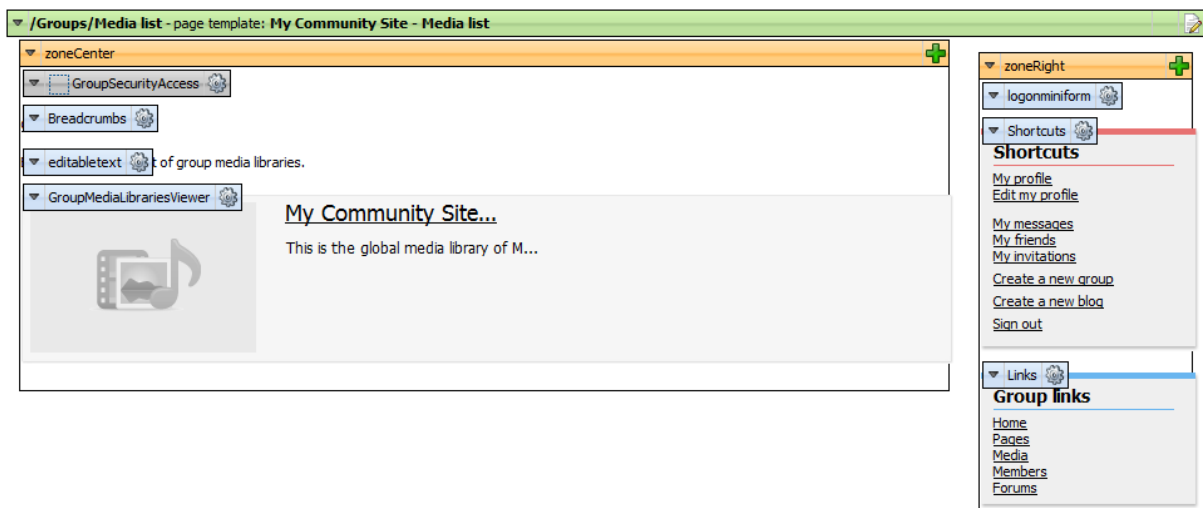 /Groups/Media list - page template: My Community Site - Media list
zoneCenter
GroupSecurityAccess
Breadcrumbs
editabletext
t of group media libraries.
GroupMediaLibrariesViewer
My Community Site...
This is the global media library of M...
zoneRight
logonminiform
Shortcuts
Shortcuts
My profile
Edit my profile
My messages
My friends
My invitations
Create a new group
Create a new blog
Sign out
Links
Group links
Home
Pages
Media
Members
Forums